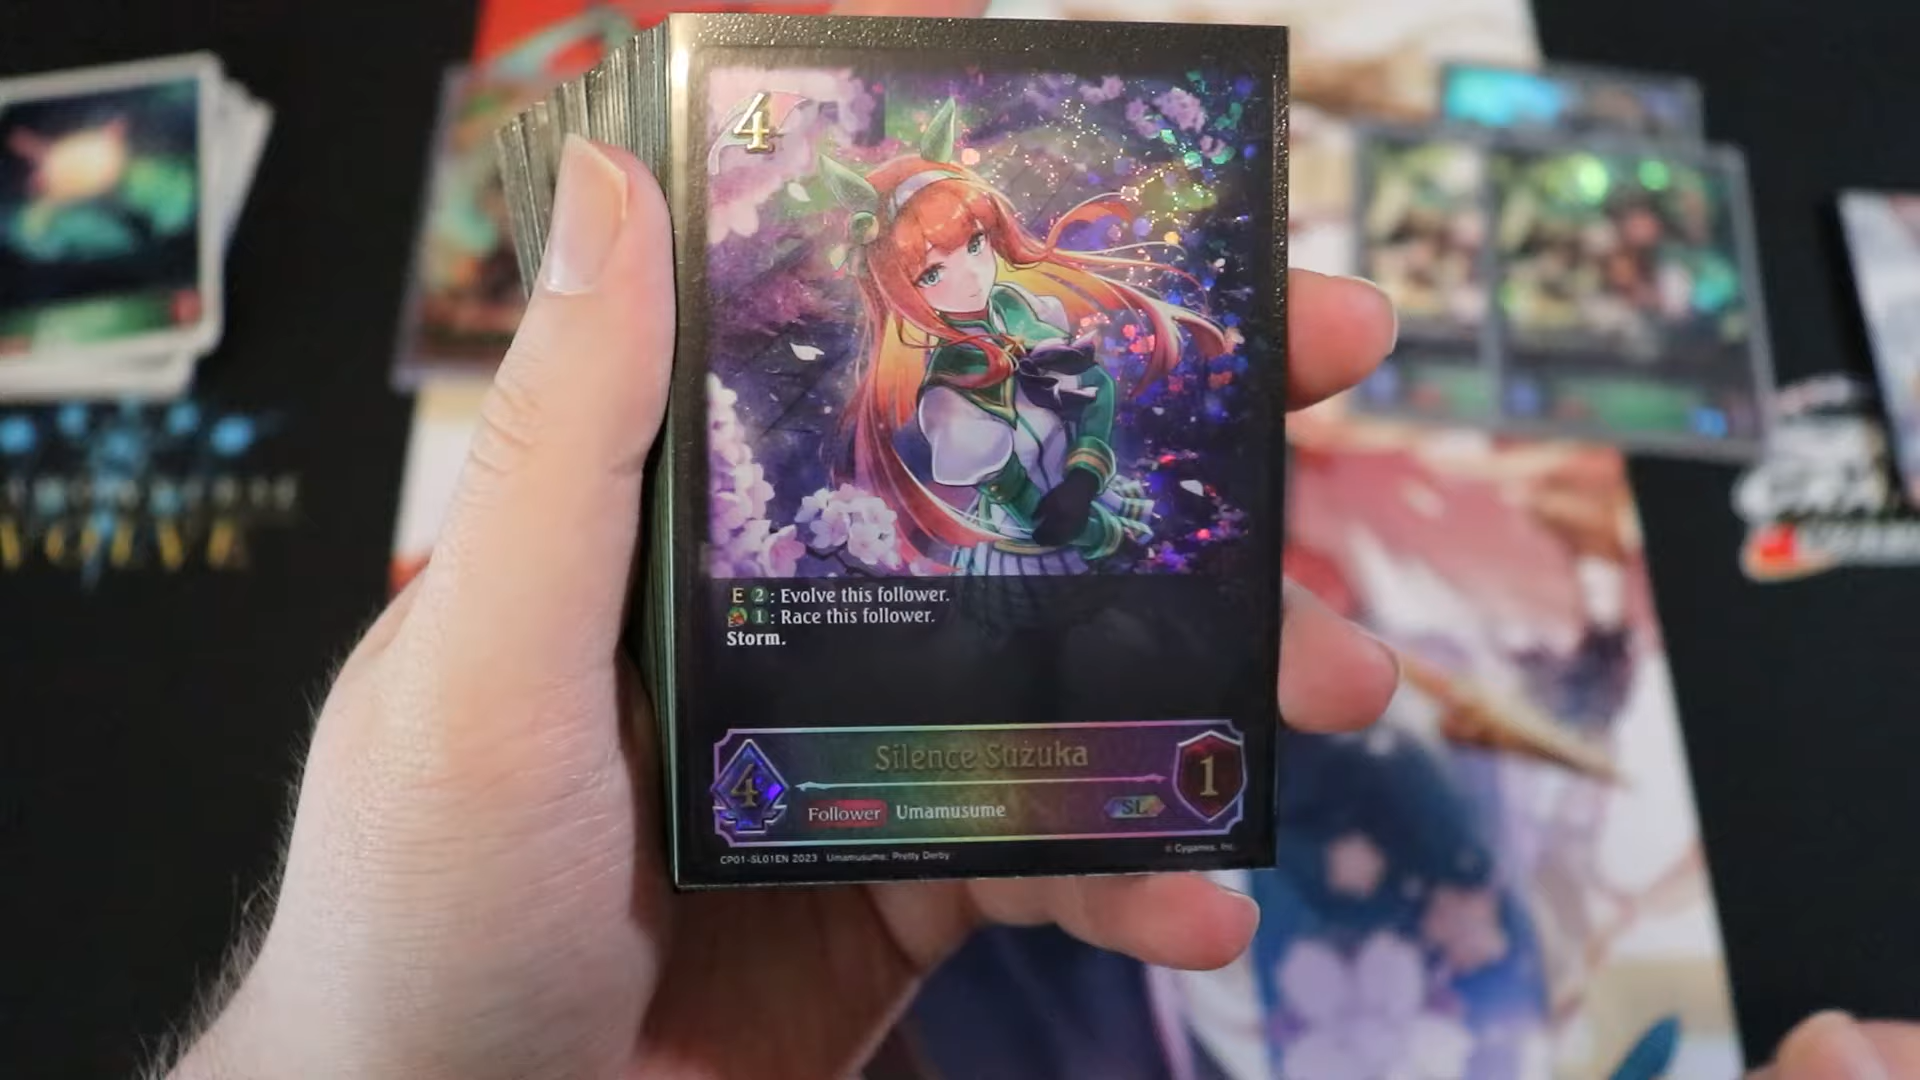 4
E 2 : Evolve this follower.
1 : Race this follower.
Storm.
Silence Suzuka
4
1
Follower Umamusume
SL
CP01-SL01EN 2023 Umamusume: Pretty Derby
© Cygames, Inc.
EVOLVE